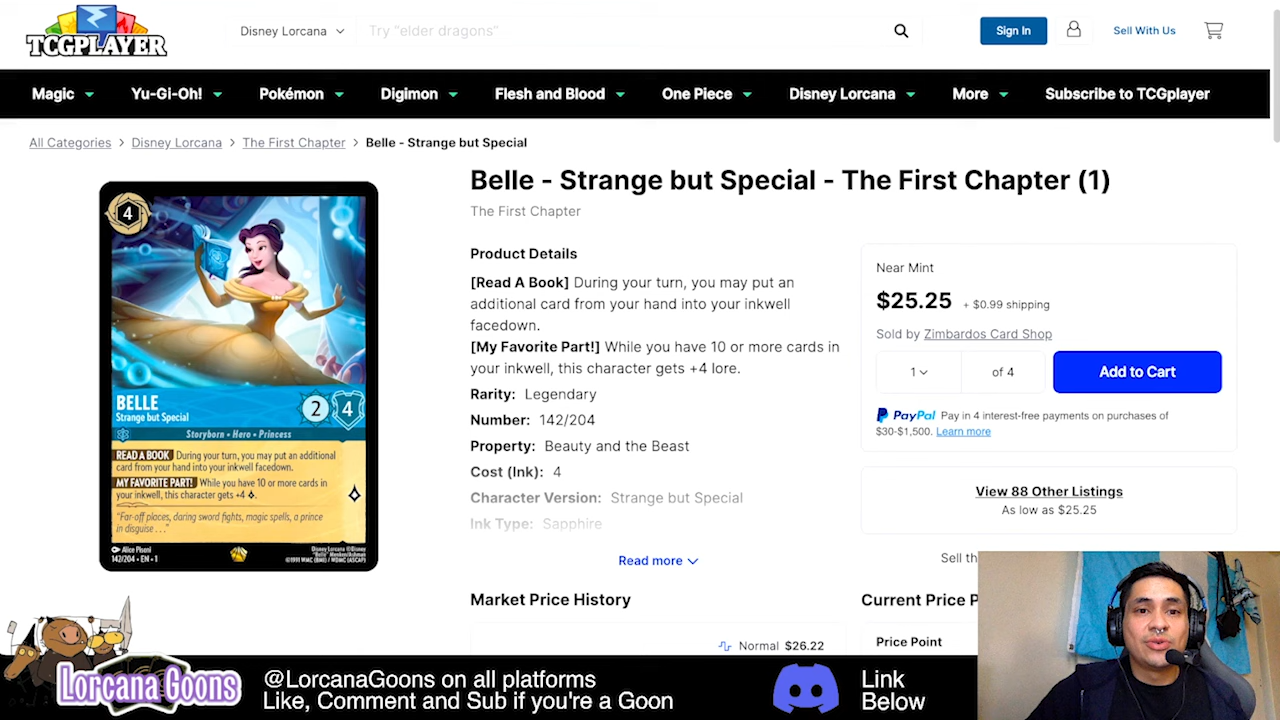 TCGPLAYER
Disney Lorcana
Try "elder dragons"
Sign In
Sell With Us
Magic
Yu-Gi-Oh!
Pokémon
Digimon
Flesh and Blood
One Piece
Disney Lorcana
More
Subscribe to TCGplayer
All Categories > Disney Lorcana > The First Chapter > Belle - Strange but Special
4
BELLE
Strange but Special
2
4
Storyborn • Hero • Princess
READ A BOOK During your turn, you may put an additional
card from your hand into your inkwell facedown.
MY FAVORITE PART! While you have 10 or more cards in
your inkwell, this character gets +4
"Far-off places, daring sword fights, magic spells, a prince
in disguise . . ."
Alice Pisoni
142/204 • EN • 1
Belle - Strange but Special - The First Chapter (1)
The First Chapter
Product Details
[Read A Book] During your turn, you may put an
additional card from your hand into your inkwell
facedown.
[My Favorite Part!] While you have 10 or more cards in
your inkwell, this character gets +4 lore.
Rarity: Legendary
Number: 142/204
Property: Beauty and the Beast
Cost (Ink): 4
Character Version: Strange but Special
Ink Type: Sapphire
Read more
Near Mint
$25.25 + $0.99 shipping
Sold by Zimbardos Card Shop
1 of 4
Add to Cart
PayPal Pay in 4 interest-free payments on purchases of
$30-$1,500. Learn more
View 88 Other Listings
As low as $25.25
Sell th
Market Price History
Normal $26.22
Current Price P
Price Point
Lorcana Goons
@LorcanaGoons on all platforms
Like, Comment and Sub if you're a Goon
Link
Below